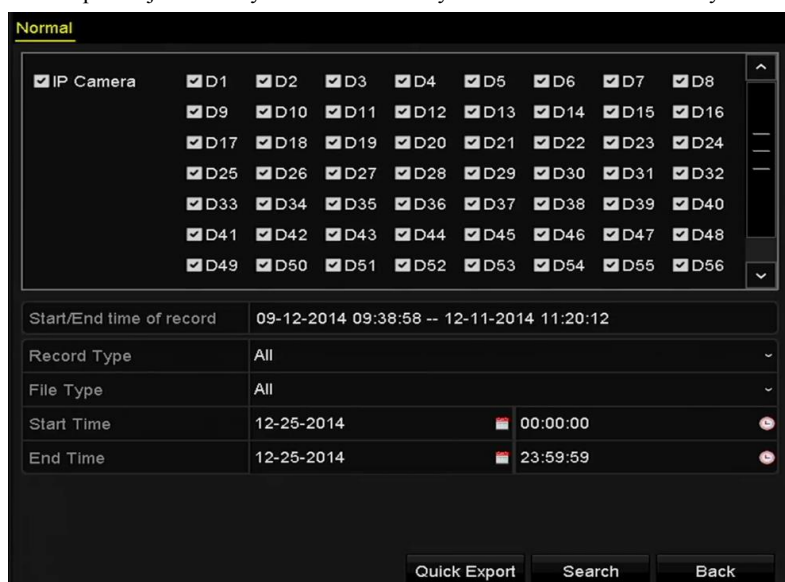 Normal
IP Camera D1 D2 D3 D4 D5 D6 D7 D8
D9 D10 D11 D12 D13 D14 D15 D16
D17 D18 D19 D20 D21 D22 D23 D24
D25 D26 D27 D28 D29 D30 D31 D32
D33 D34 D35 D36 D37 D38 D39 D40
D41 D42 D43 D44 D45 D46 D47 D48
D49 D50 D51 D52 D53 D54 D55 D56
Start/End time of record 09-12-2014 09:38:58 -- 12-11-2014 11:20:12
Record Type All
File Type All
Start Time 12-25-2014 00:00:00
End Time 12-25-2014 23:59:59
Quick Export Search Back